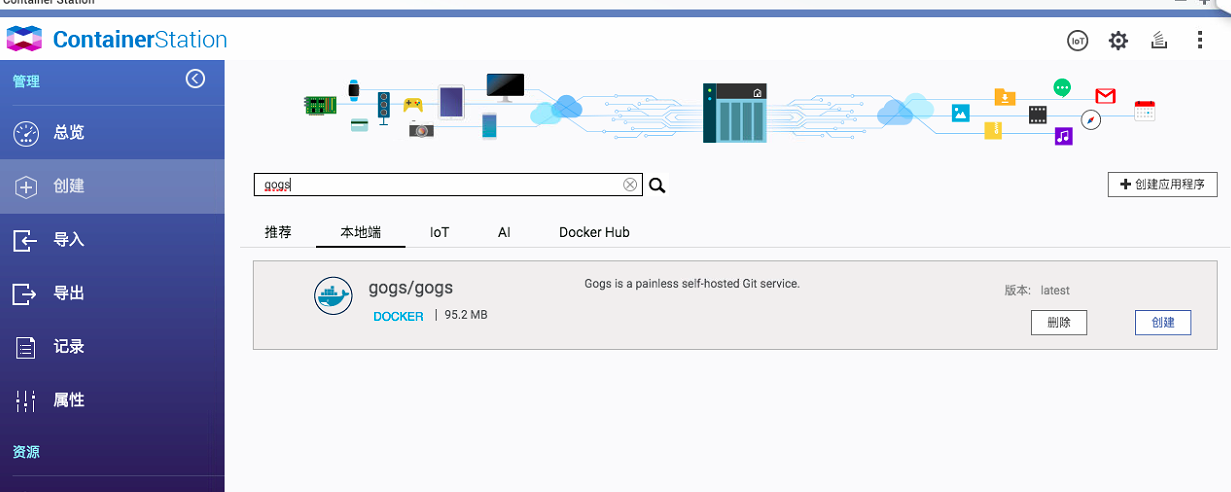 Container Station
ContainerStation
IoT
管理
总览
创建
导入
导出
记录
属性
资源
gogs
创建应用程序
推荐 本地端 IoT AI Docker Hub
gogs/gogs
DOCKER | 95.2 MB
Gogs is a painless self-hosted Git service.
版本: latest
删除 创建